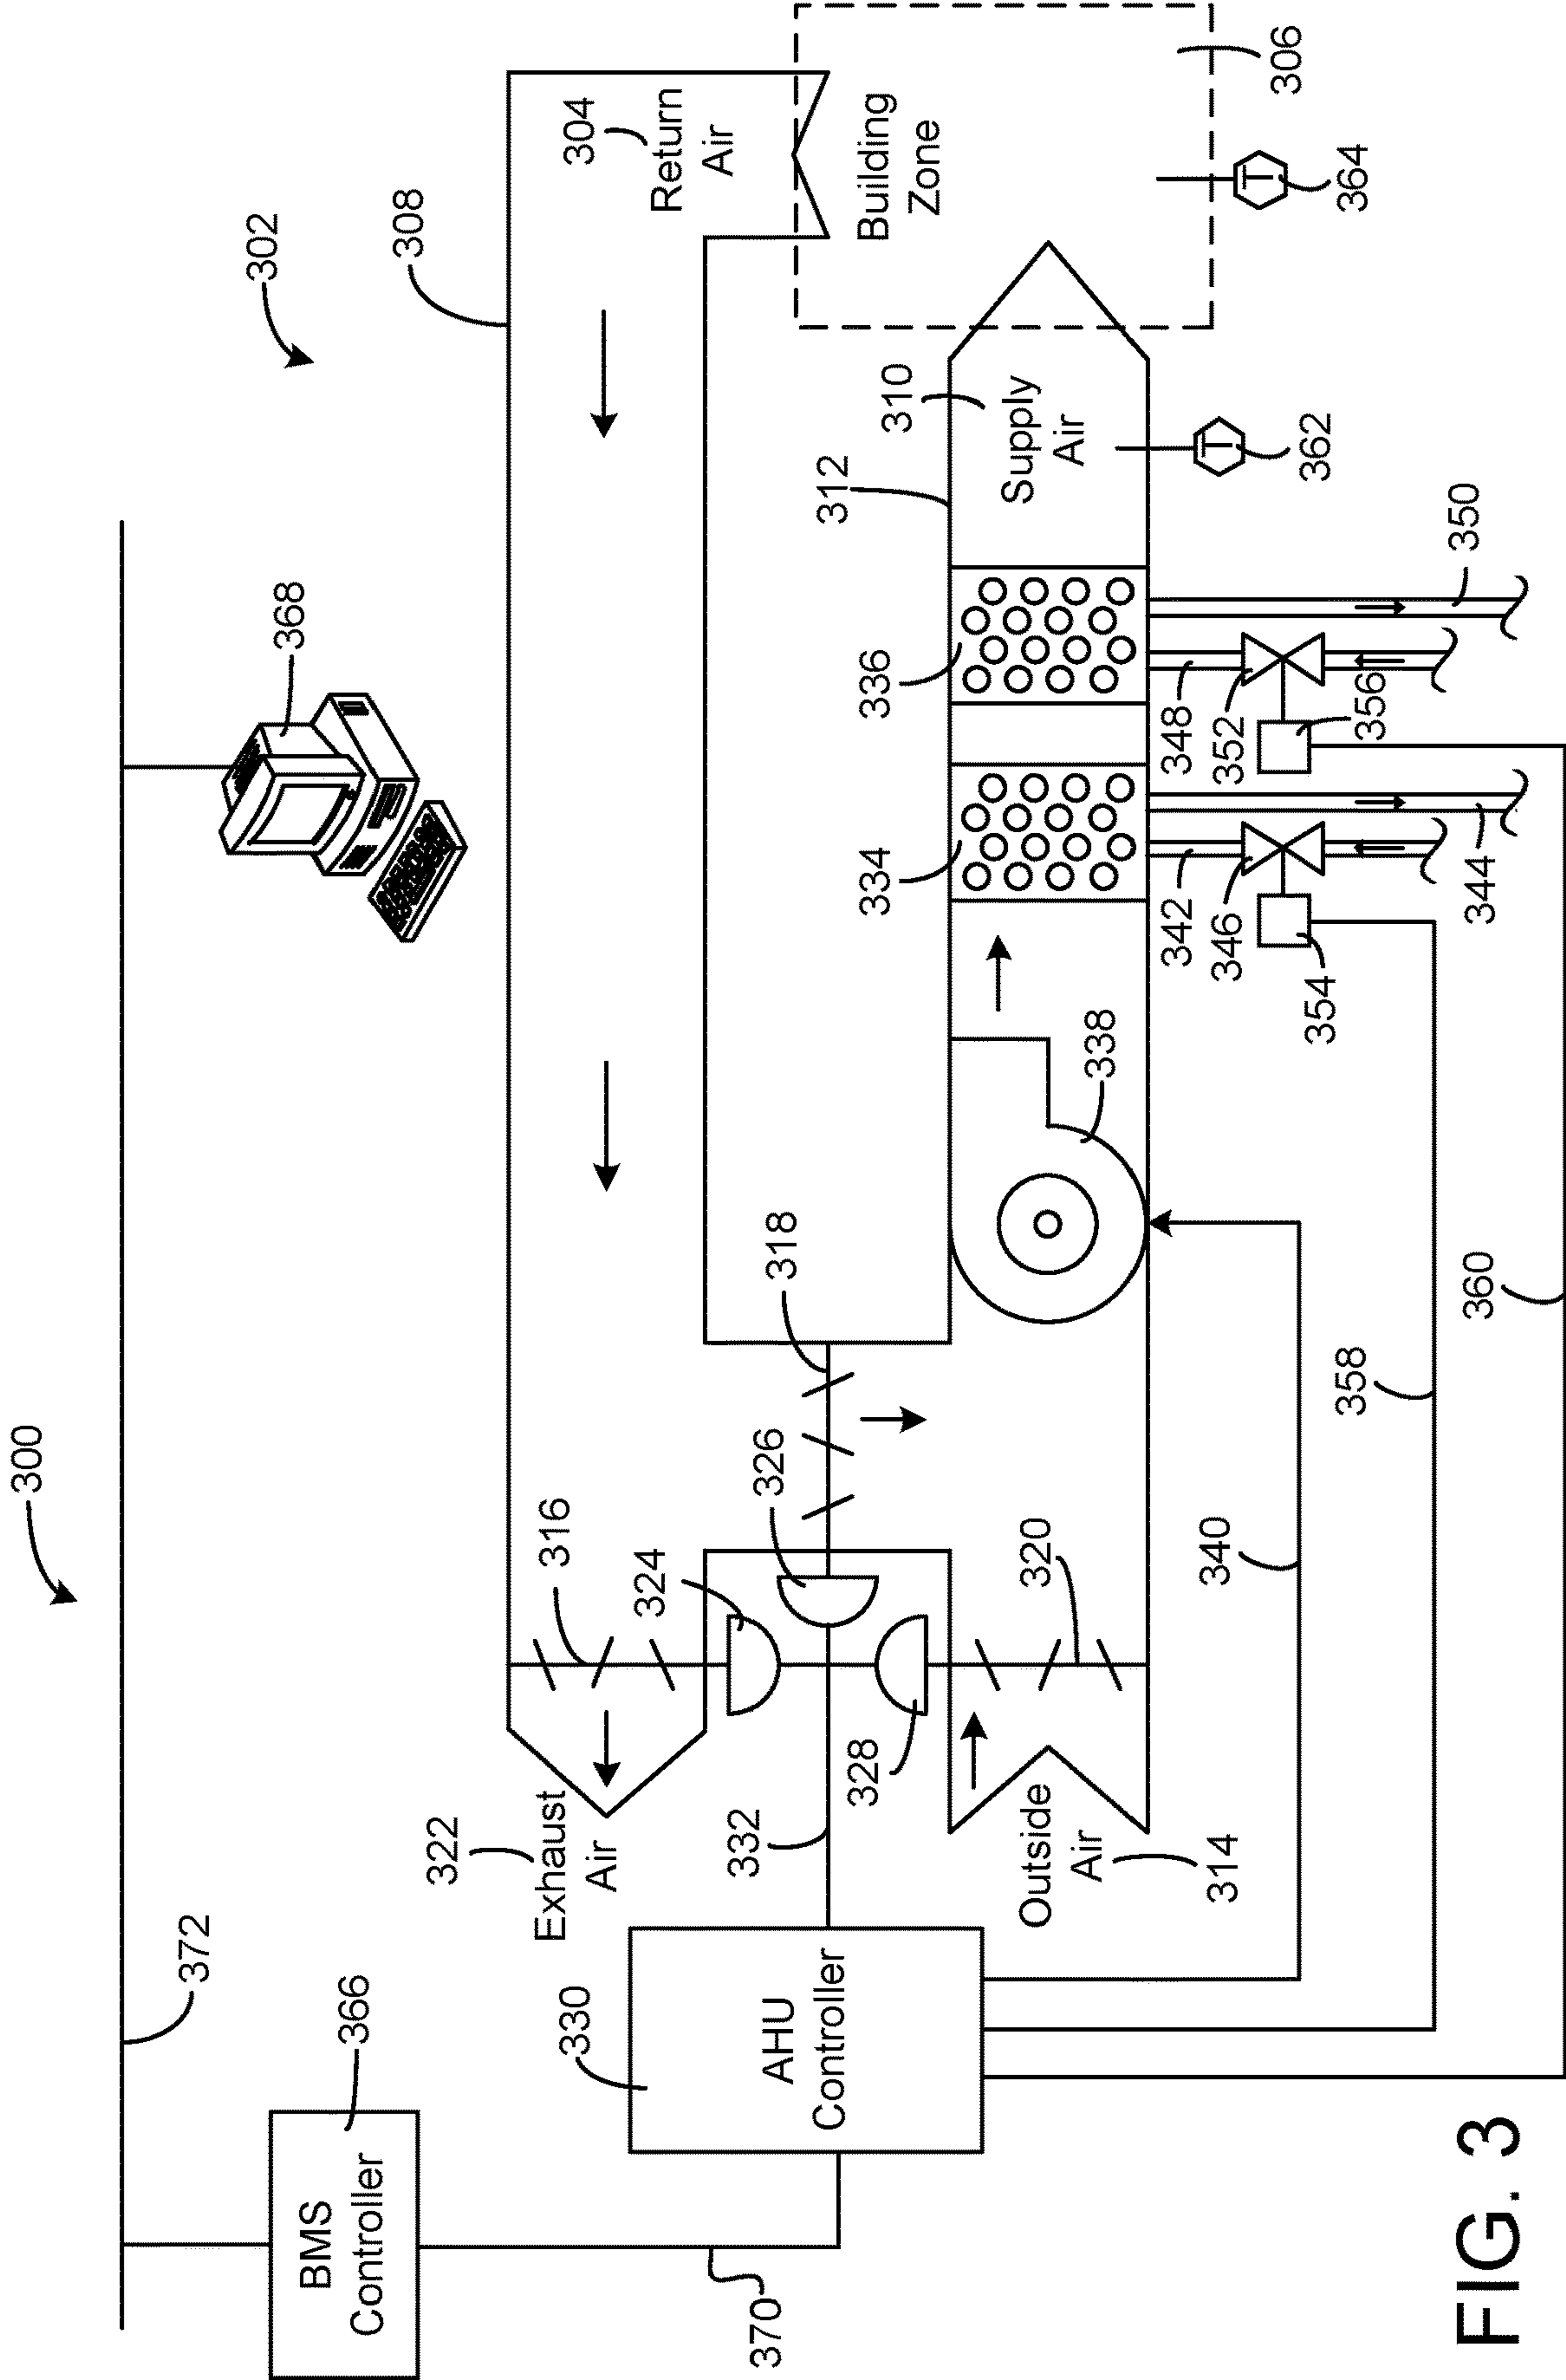 300
372
302
368
BMS
Controller
366
370
308
304
Return
Air
322
Exhaust
Air
316
324
326
318
332
328
330
AHU
Controller
Building
Zone
306
364
Outside
Air
314
320
338
312
310
Supply
Air
362
334
336
342
344
346
348
350
352
354
356
340
358
360
T
T
FIG. 3